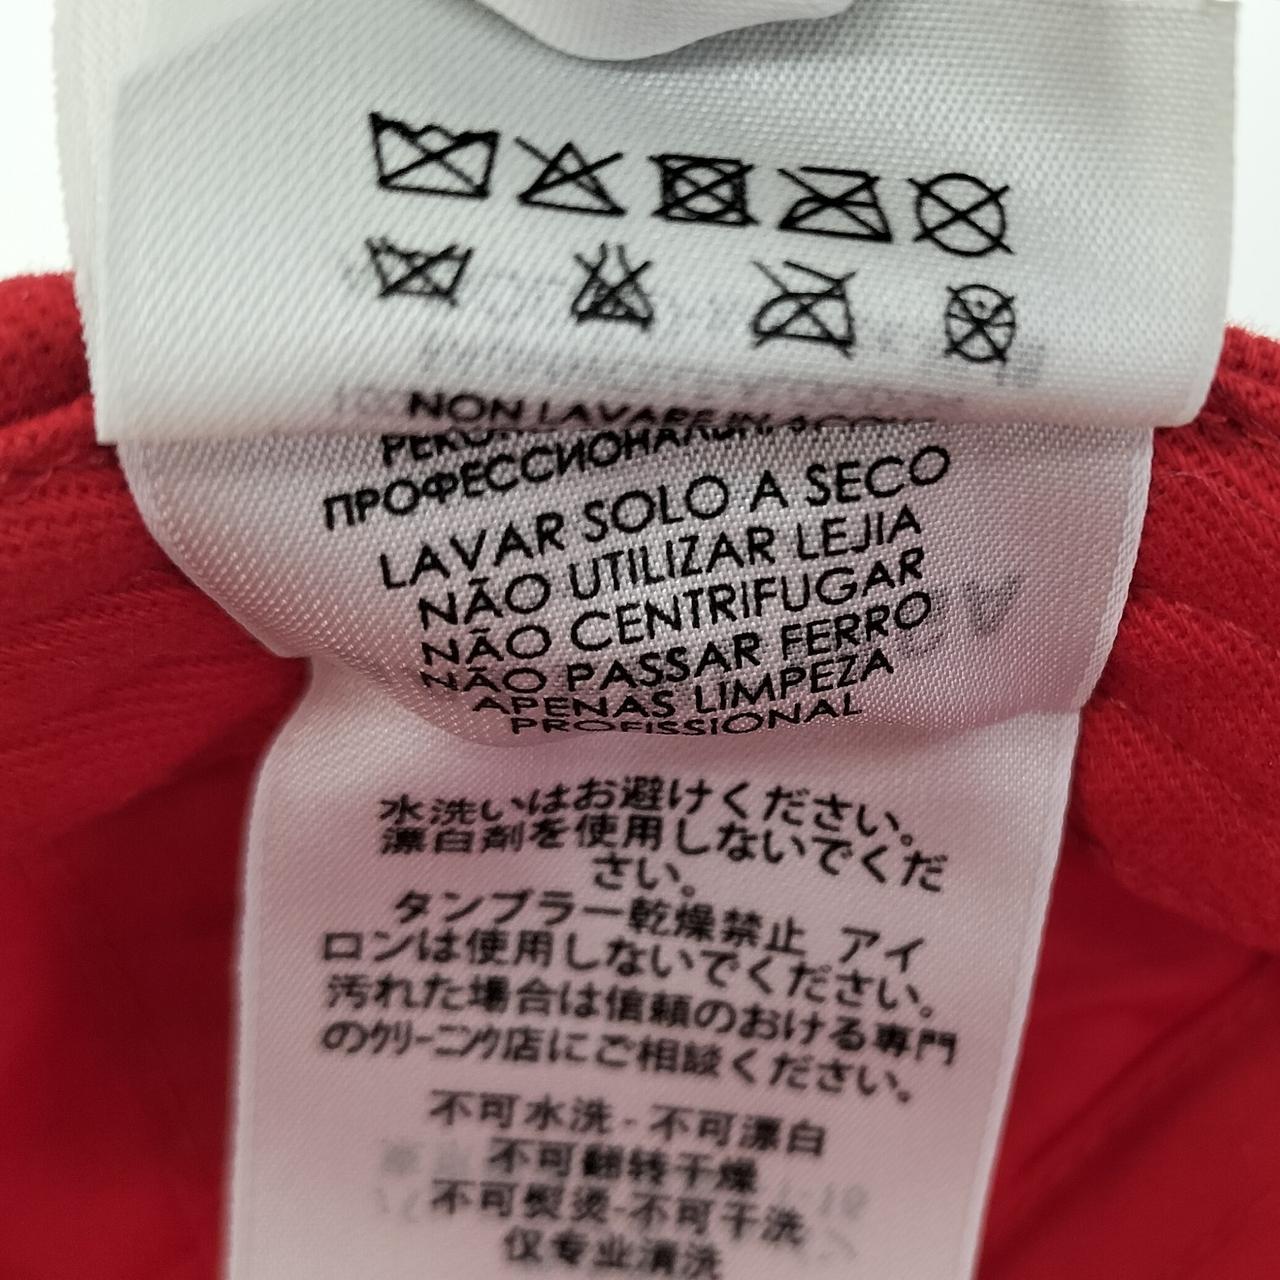 NON LAVARE IN
ПРОФЕССИОНАЛЬН
LAVAR SOLO A SECO
NÃO UTILIZAR LEJIA
NÃO CENTRIFUGAR
NÃO PASSAR FERRO
APENAS LIMPEZA
PROFISSIONAL
水洗いはお避けください。
漂白剤を使用しないでくだ
さい。
タンブラー乾燥禁止 アイ
ロンは使用しないでください。
汚れた場合は信頼のおける専門
のクリーニング店にご相談ください。
不可水洗-不可漂白
不可翻转干燥
不可熨烫-不可干洗
仅专业清洗